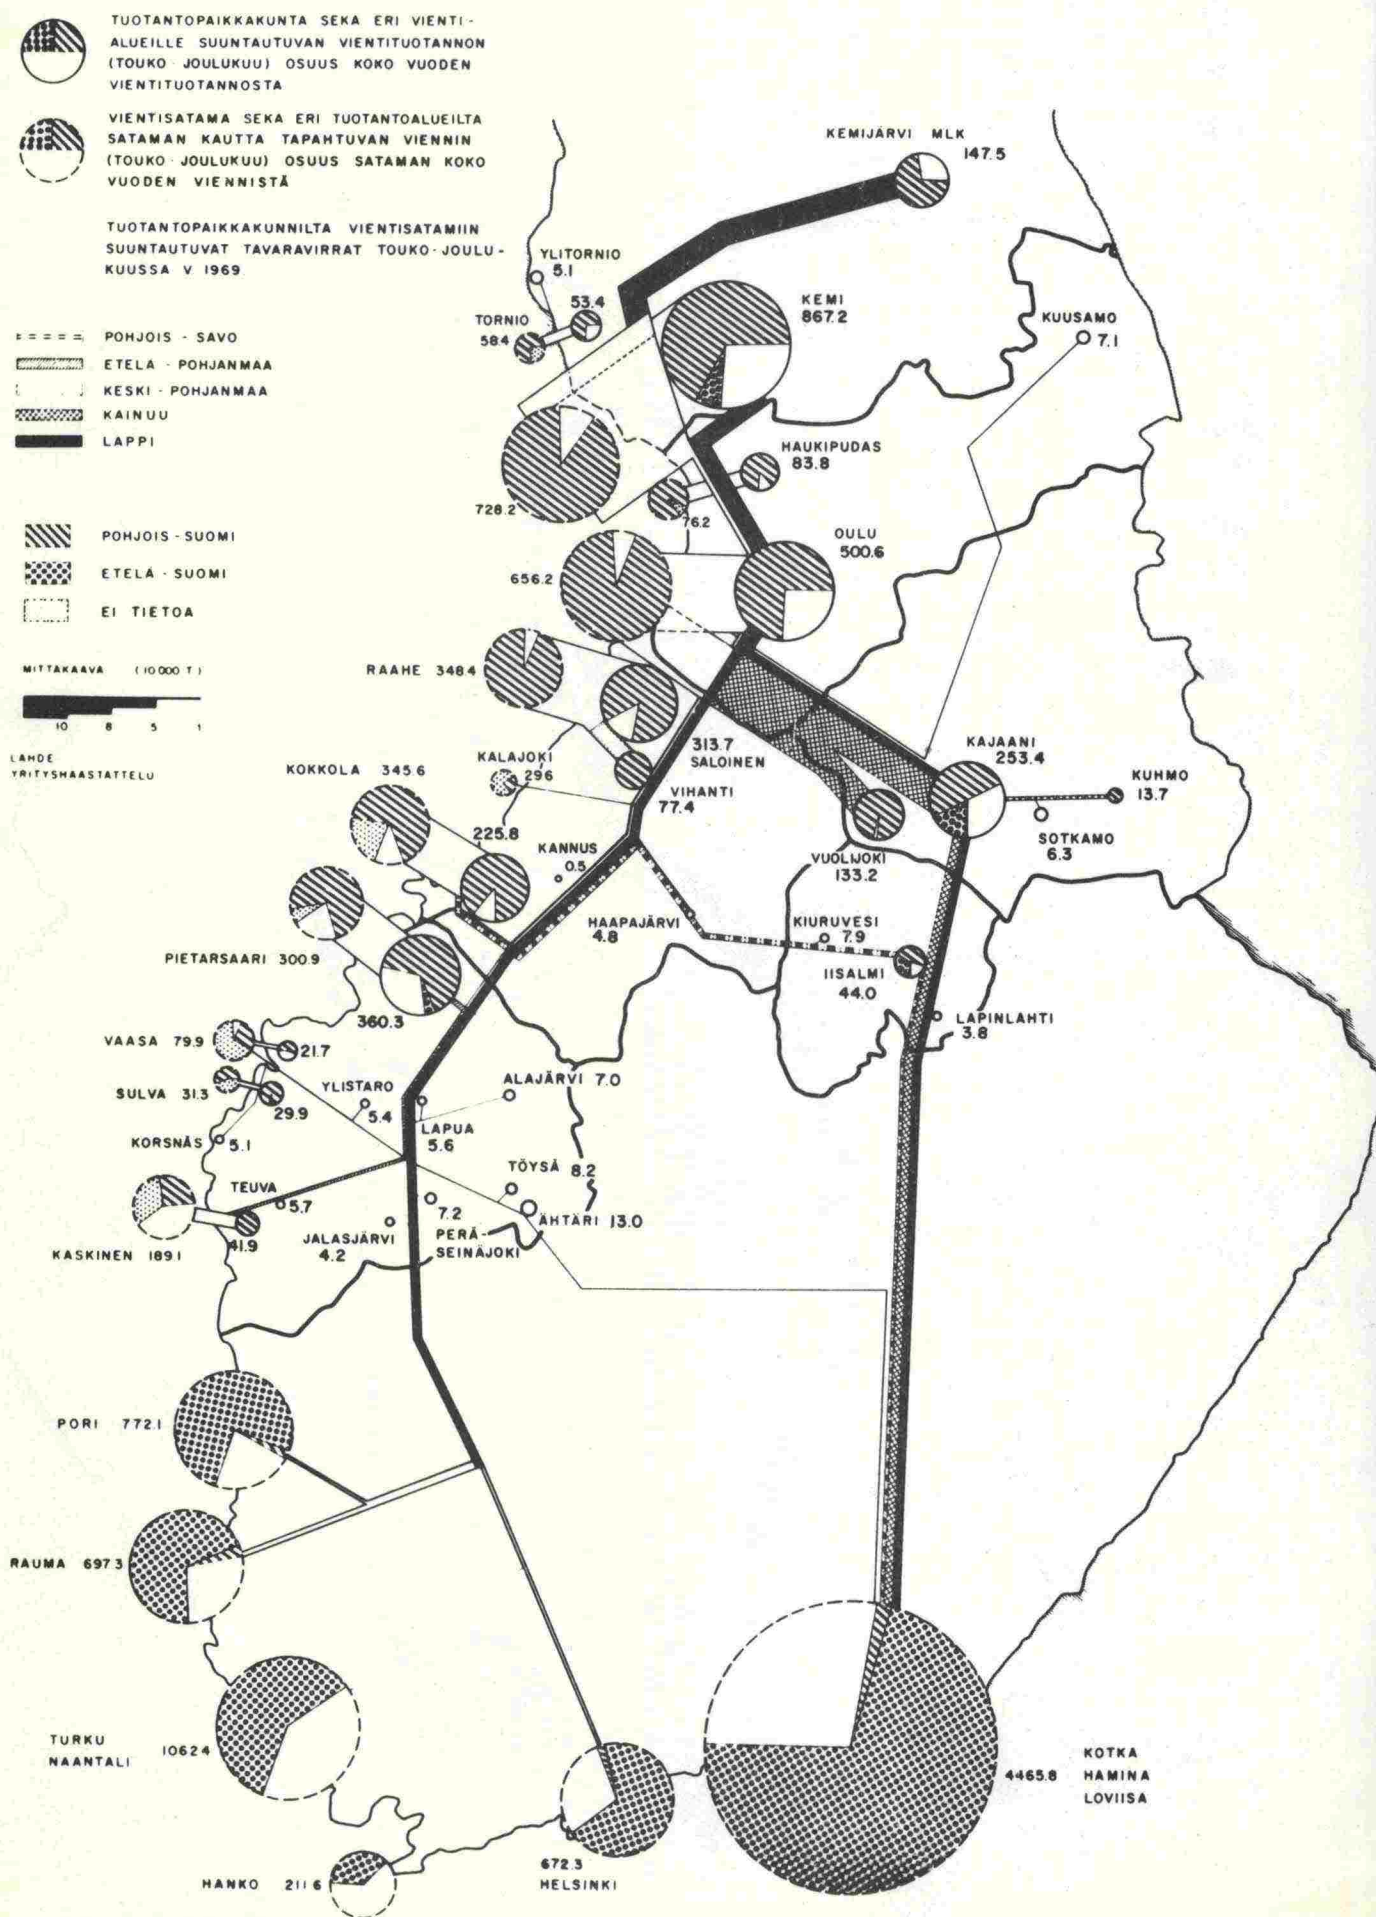 TUOTANTOPAIKKAKUNTA SEKA ERI VIENTI-
ALUEILLE SUUNTAUTUVAN VIENTITUOTANNON
(TOUKO-JOULUKUU) OSUUS KOKO VUODEN
VIENTITUOTANNOSTA
VIENTISATAMA SEKA ERI TUOTANTOALUEILTA
SATAMAN KAUTTA TAPAHTUVAN VIENNIN
(TOUKO-JOULUKUU) OSUUS SATAMAN KOKO
VUODEN VIENNISTÄ
TUOTANTOPAIKKAKUNNILTA VIENTISATAMIIN
SUUNTAUTUVAT TAVARAVIRRAT TOUKO-JOULU-
KUUSSA V 1969
POHJOIS - SAVO
ETELÄ - POHJANMAA
KESKI - POHJANMAA
KAINUU
LAPPI
POHJOIS - SUOMI
ETELÄ - SUOMI
EI TIETOA
MITTAKAAVA (10 000 T)
10 8 5 1
LÄHDE
YRITYSHAASTATTELU
KEMIJÄRVI MLK
147.5
YLITORNIO
5.1
53.4
TORNIO
58.4
KEMI
867.2
KUUSAMO
7.1
728.2
HAUKIPUDAS
83.8
76.2
OULU
500.6
656.2
RAAHE 348.4
313.7
SALOINEN
KALAJOKI
29.6
VIHANTI
77.4
KAJAANI
253.4
KUHMO
13.7
SOTKAMO
6.3
KOKKOLA 345.6
225.8
KANNUS
0.5
VUOLIJOKI
133.2
HAAPAJÄRVI
4.8
KIURUVESI
7.9
IISALMI
44.0
LAPINLAHTI
3.8
PIETARSAARI 300.9
360.3
VAASA 79.9
21.7
SULVA 31.3
29.9
YLISTARO
5.4
ALAJÄRVI 7.0
LAPUA
5.6
KORSNÄS 5.1
TEUVA
5.7
TÖYSÄ 8.2
ÄHTÄRI 13.0
7.2
PERÄ-
SEINÄJOKI
JALASJÄRVI
4.2
41.9
KASKINEN 189.1
PORI 772.1
RAUMA 697.3
TURKU
NAANTALI
1062.4
HANKO 211.6
672.3
HELSINKI
4465.8
KOTKA
HAMINA
LOVIISA